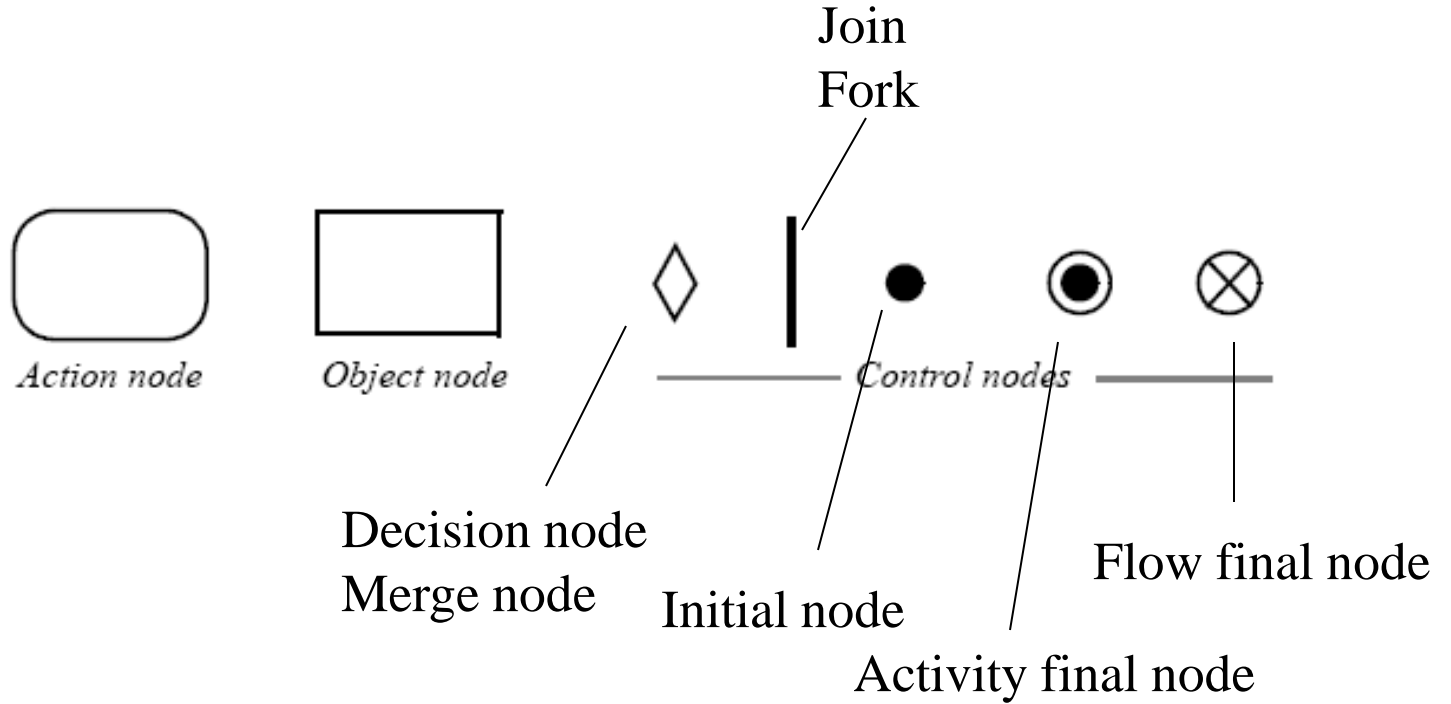 Join
Fork
Action node
Object node
Control nodes
Decision node
Merge node
Initial node
Flow final node
Activity final node